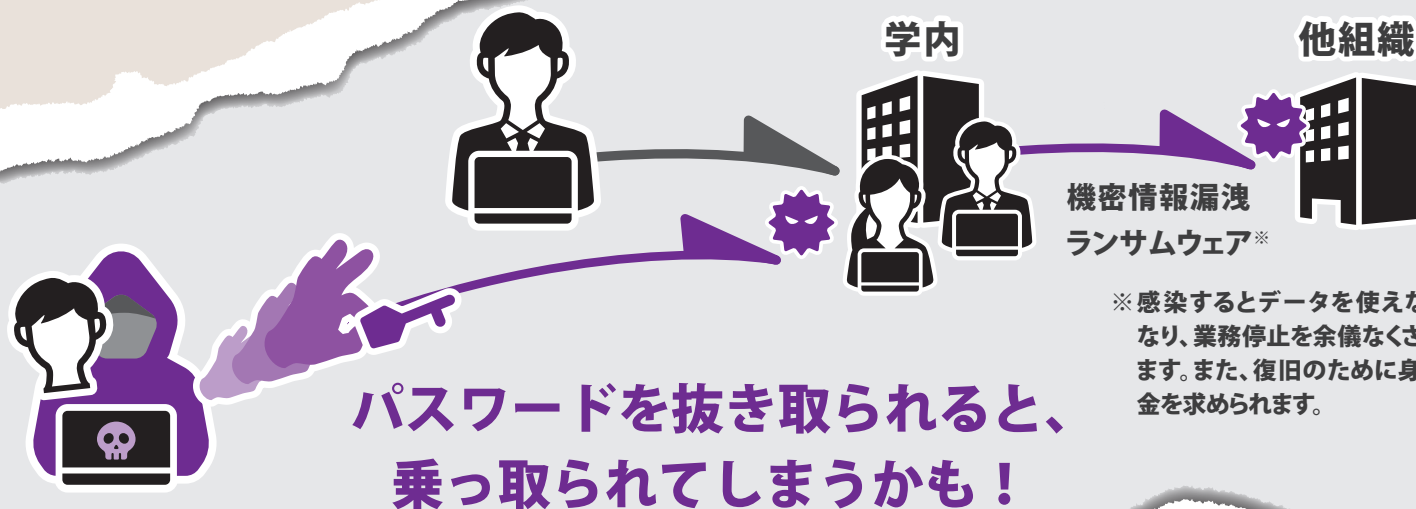 学内
他組織
機密情報漏洩
ランサムウェア※
※感染するとデータを使えな
なり、業務停止を余儀なくさ
ます。また、復旧のために身
金を求められます。
パスワードを抜き取られると、
乗っ取られてしまうかも！